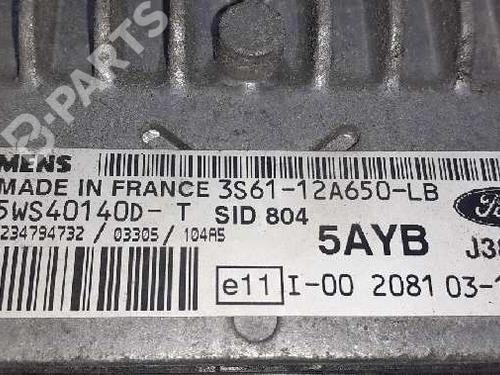 B-PARTS
MENS
MADE IN FRANCE 3S61-12A650-LB
5WS40140D-T SID 804
234794732 / 03305 / 104A5
5AYB
Ford
e11 I-00 2081 03-